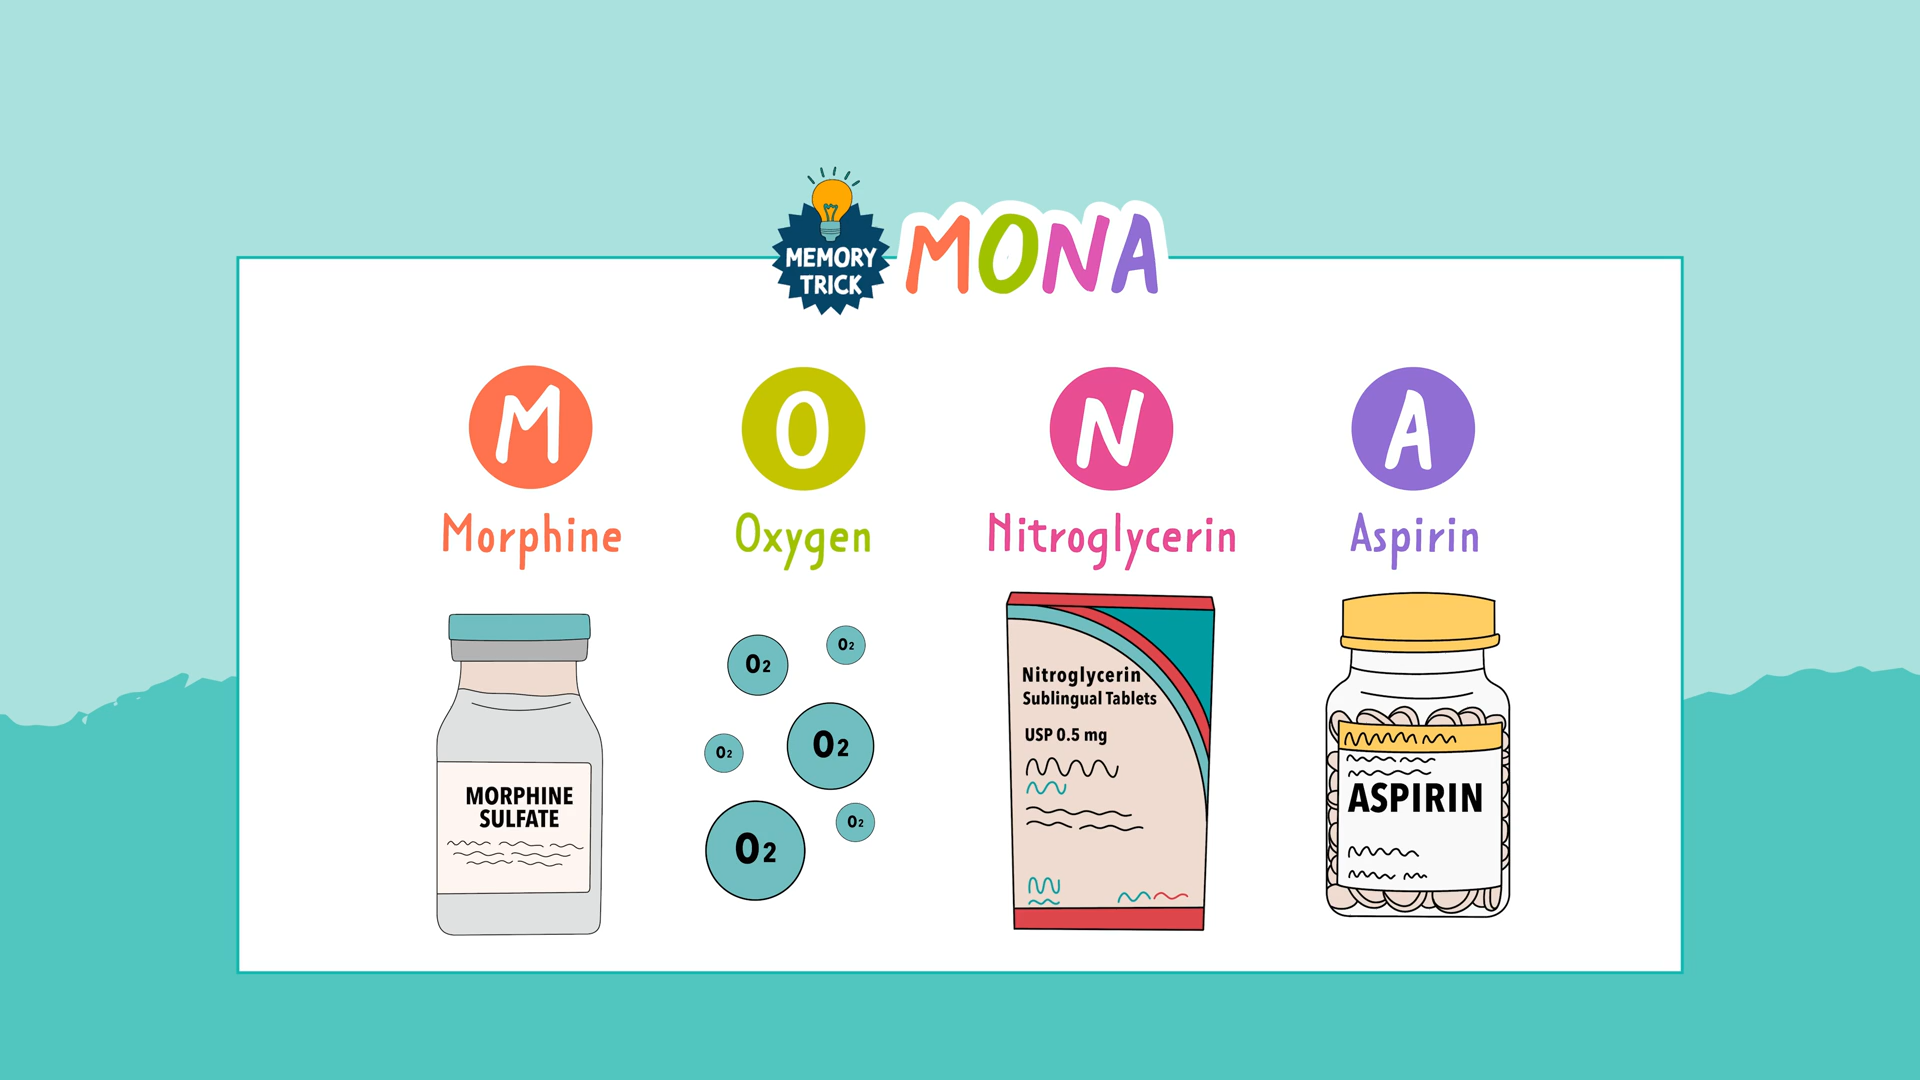 MEMORY
TRICK
MONA
M
O
N
A
Morphine
Oxygen
Nitroglycerin
Aspirin
MORPHINE
SULFATE
O2
O2
O2
O2
O2
O2
Nitroglycerin
Sublingual Tablets
USP 0.5 mg
ASPIRIN